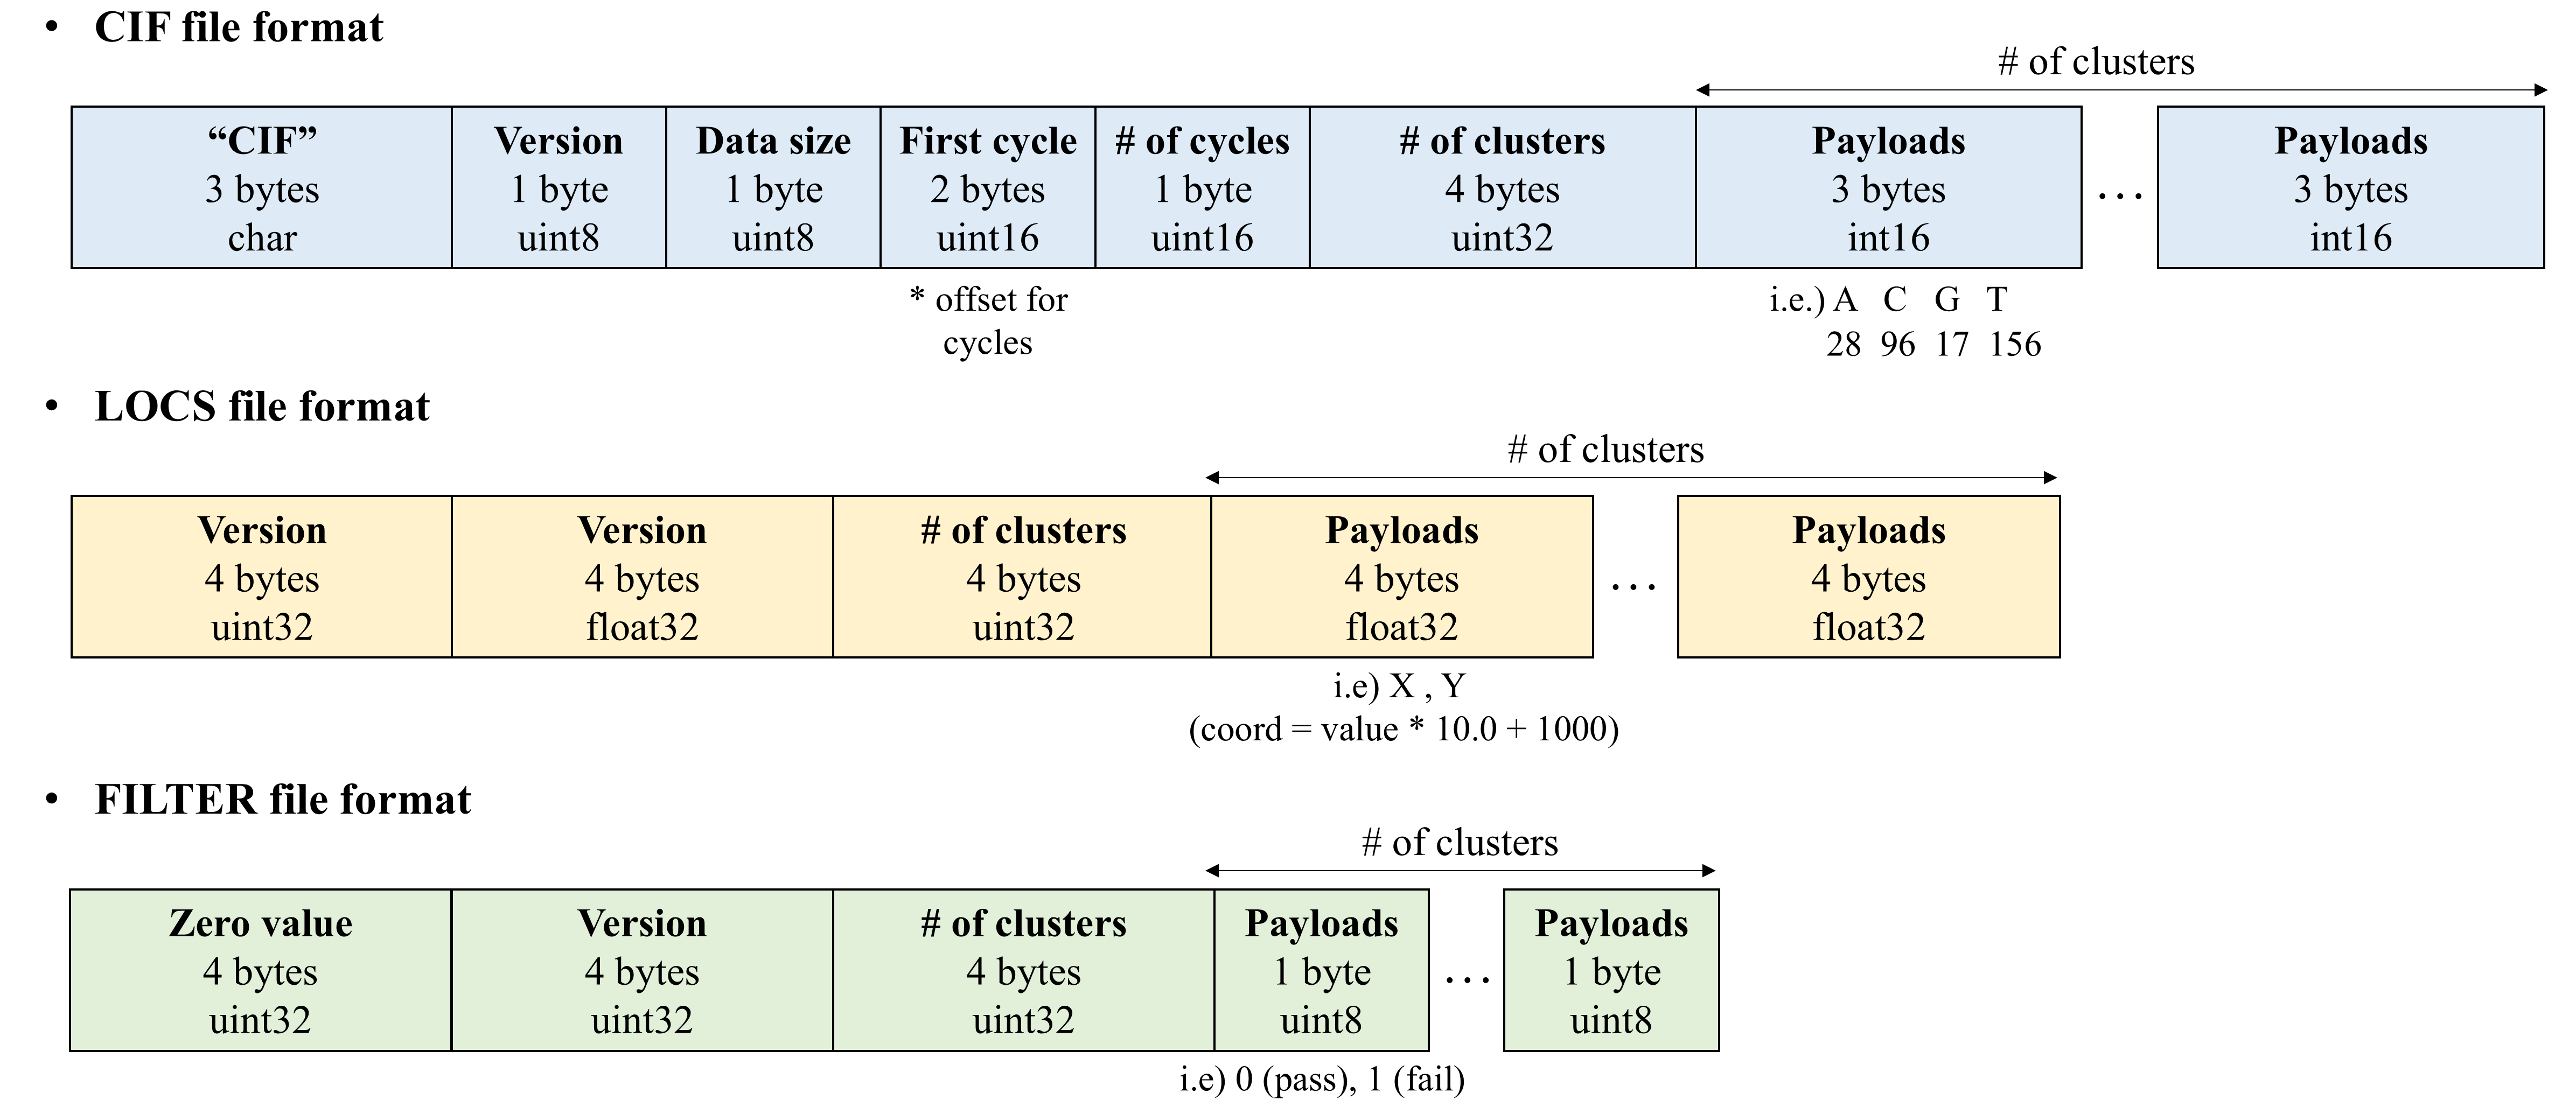 • CIF file format
# of clusters
“CIF” Version Data size First cycle # of cycles # of clusters Payloads Payloads
3 bytes 1 byte 1 byte 2 bytes 1 byte 4 bytes 3 bytes ... 3 bytes
char uint8 uint8 uint16 uint16 uint32 int16 int16
* offset for i.e.) A C G T
cycles 28 96 17 156
• LOCS file format
# of clusters
Version Version # of clusters Payloads Payloads
4 bytes 4 bytes 4 bytes 4 bytes ... 4 bytes
uint32 float32 uint32 float32 float32
i.e) X , Y
(coord = value * 10.0 + 1000)
• FILTER file format
# of clusters
Zero value Version # of clusters Payloads Payloads
4 bytes 4 bytes 4 bytes 1 byte ... 1 byte
uint32 uint32 uint32 uint8 uint8
i.e) 0 (pass), 1 (fail)